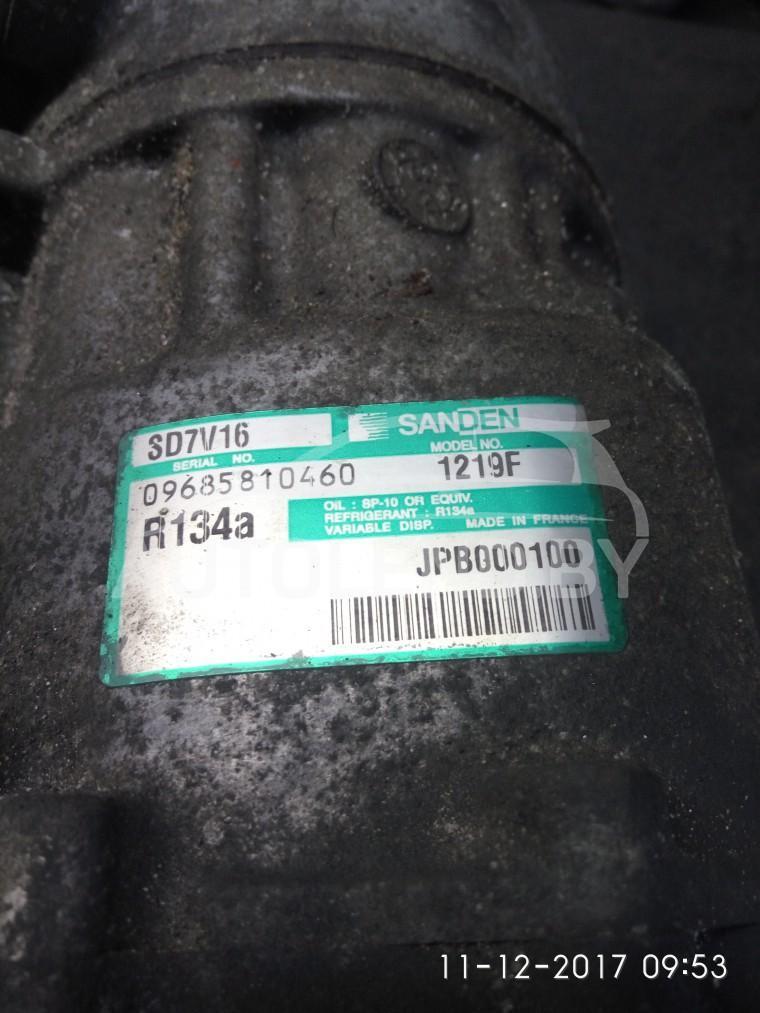 SD7V16
SANDEN
SERIAL NO.
MODEL NO.
09685810460
1219F
R134a
OIL : SP-10 OR EQUIV.
REFRIGERANT : R134a
VARIABLE DISP. MADE IN FRANCE
JPB000100
BY
11-12-2017 09:53